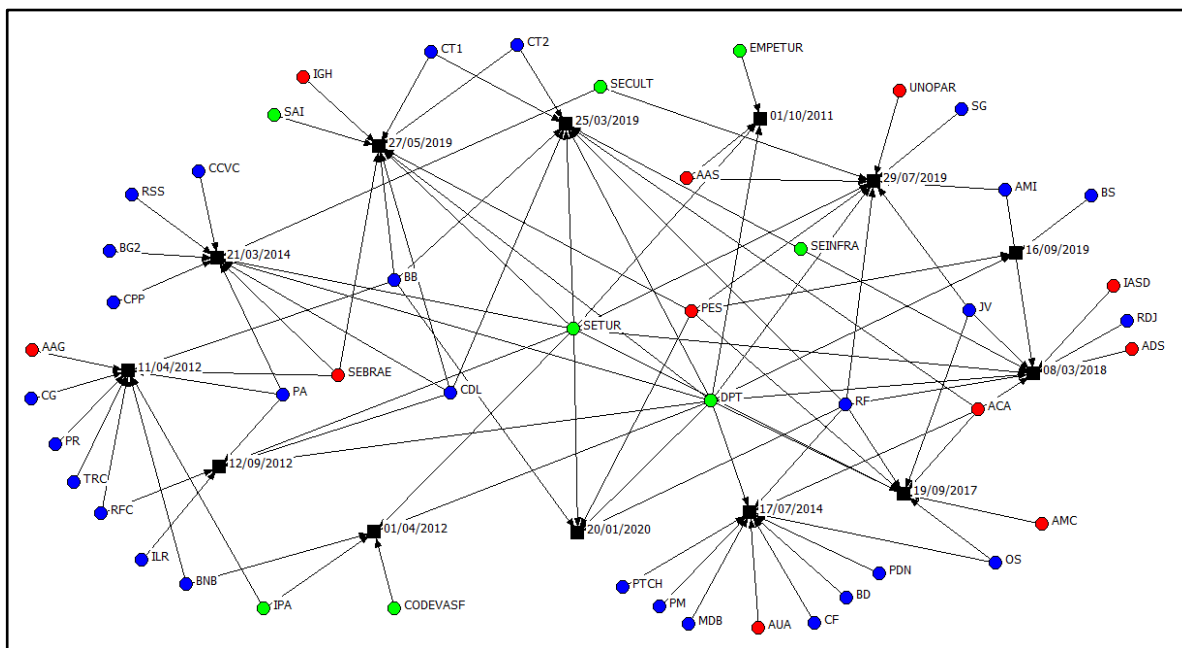 CT1
CT2
EMPETUR
IGH
SECULT
UNOPAR
SAI
SG
25/03/2019
01/10/2011
27/05/2019
CCVC
AAS
29/07/2019
RSS
AMI
BS
BG2
21/03/2014
SEINFRA
16/09/2019
BB
CPP
IASD
PES
JV
RDJ
SETUR
AAG
ADS
11/04/2012
SEBRAE
08/03/2018
CG
PA
CDL
DPT
RF
ACA
PR
12/09/2012
TRC
19/09/2017
RFC
17/07/2014
AMC
01/04/2012
20/01/2020
ILR
OS
BNB
PTCH
PDN
IPA
CODEVASF
PM
BD
MDB
AUA
CF